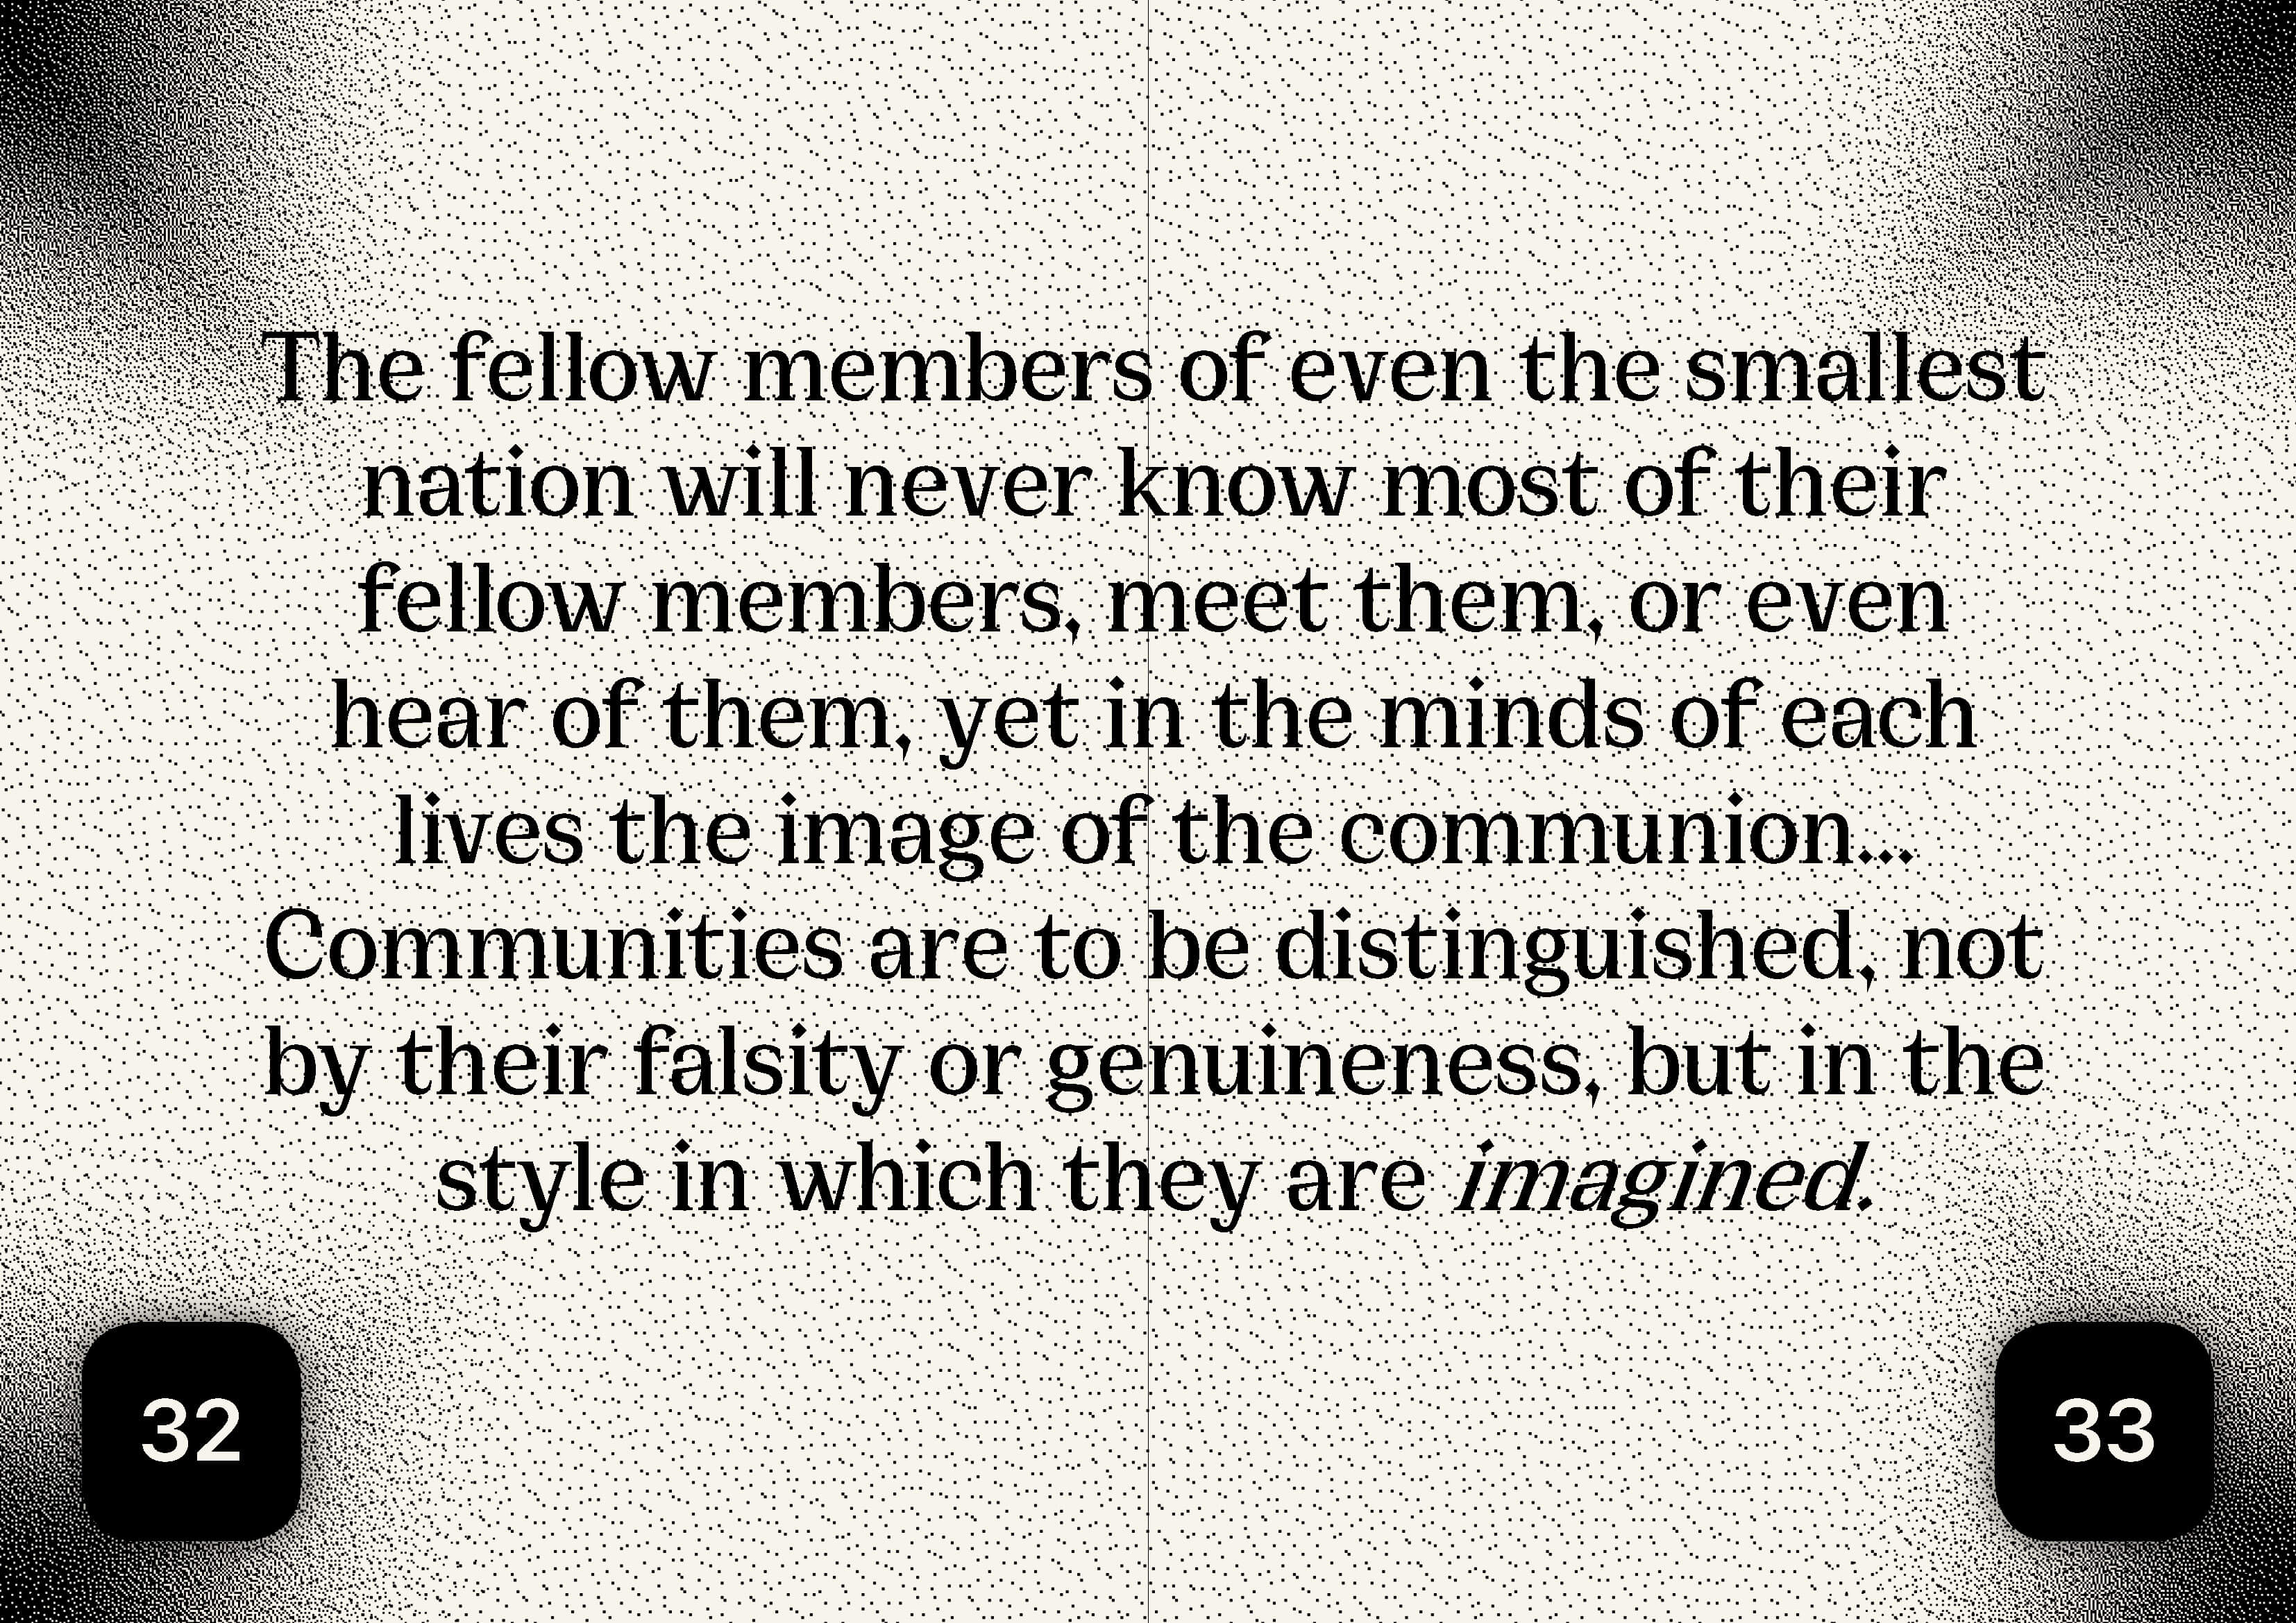 The fellow members of even the smallest
nation will never know most of their
fellow members, meet them, or even
hear of them, yet in the minds of each
lives the image of the communion...
Communities are to be distinguished, not
by their falsity or genuineness, but in the
style in which they are imagined.
32
33